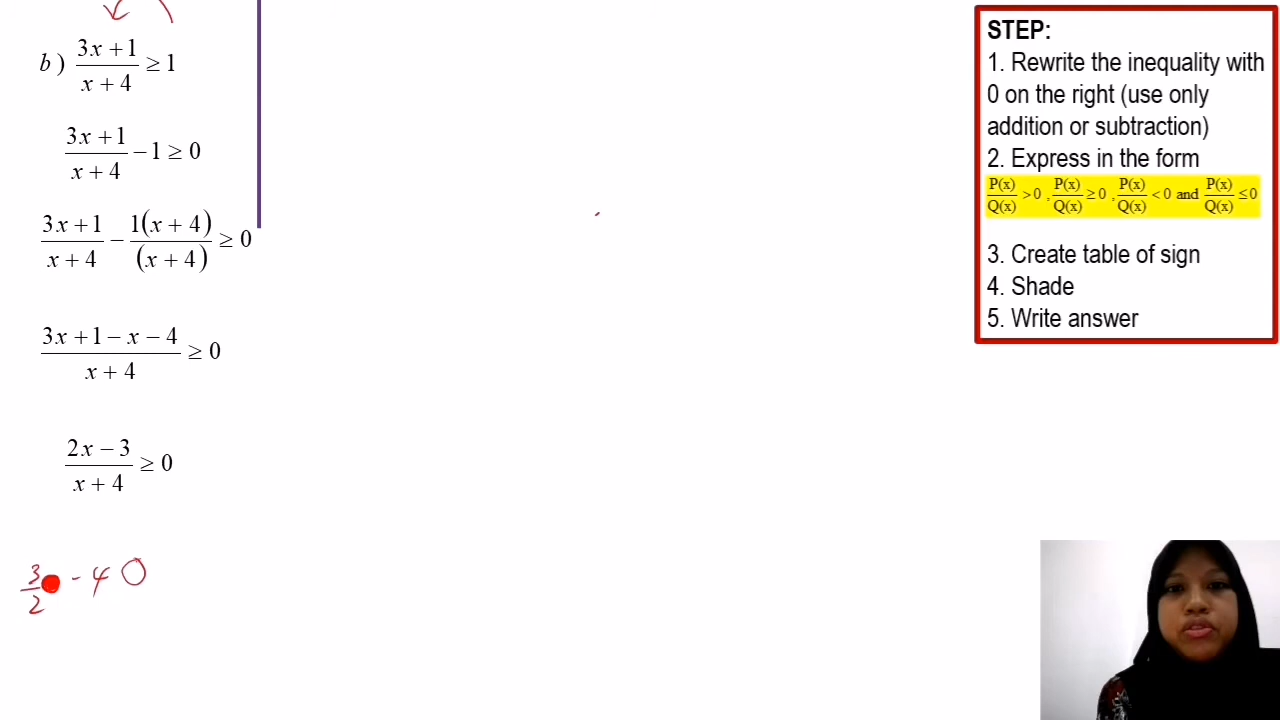 b) (3x+1)/(x+4) ≥ 1
(3x+1)/(x+4) − 1 ≥ 0
(3x+1)/(x+4) − 1(x+4)/(x+4) ≥ 0
(3x+1−x−4)/(x+4) ≥ 0
(2x−3)/(x+4) ≥ 0
3/2 -4
STEP:
1. Rewrite the inequality with
0 on the right (use only
addition or subtraction)
2. Express in the form
P(x)/Q(x) >0 , P(x)/Q(x) ≥0 , P(x)/Q(x) <0 and P(x)/Q(x) ≤0
3. Create table of sign
4. Shade
5. Write answer